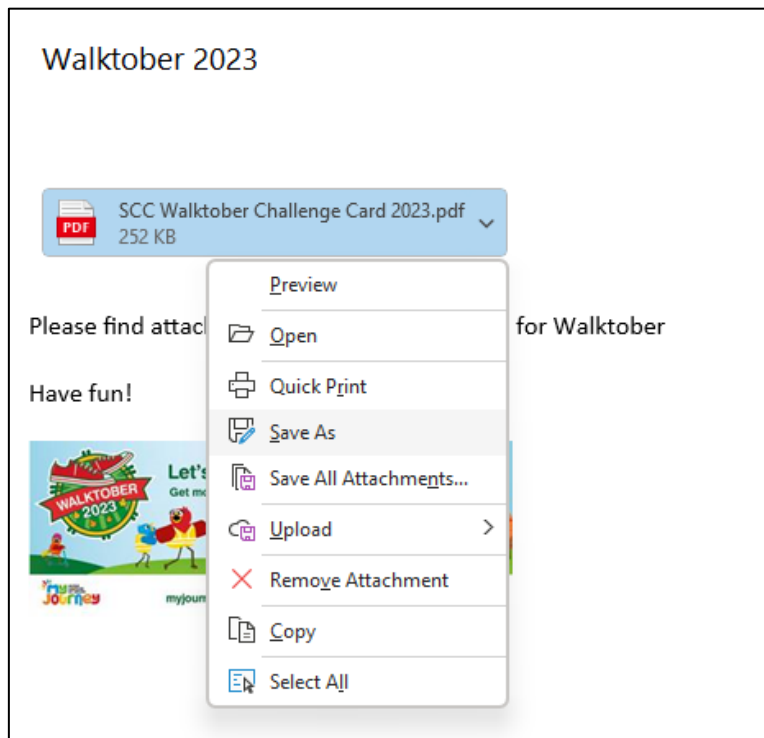 Walktober 2023
PDF
SCC Walktober Challenge Card 2023.pdf
252 KB
Preview
Please find attac for Walktober
Open
Quick Print
Have fun!
Save As
Save All Attachments...
Upload
Remove Attachment
Copy
Select All
WALKTOBER
2023
Let's
Get mo
my
JOURNEY
myjourn